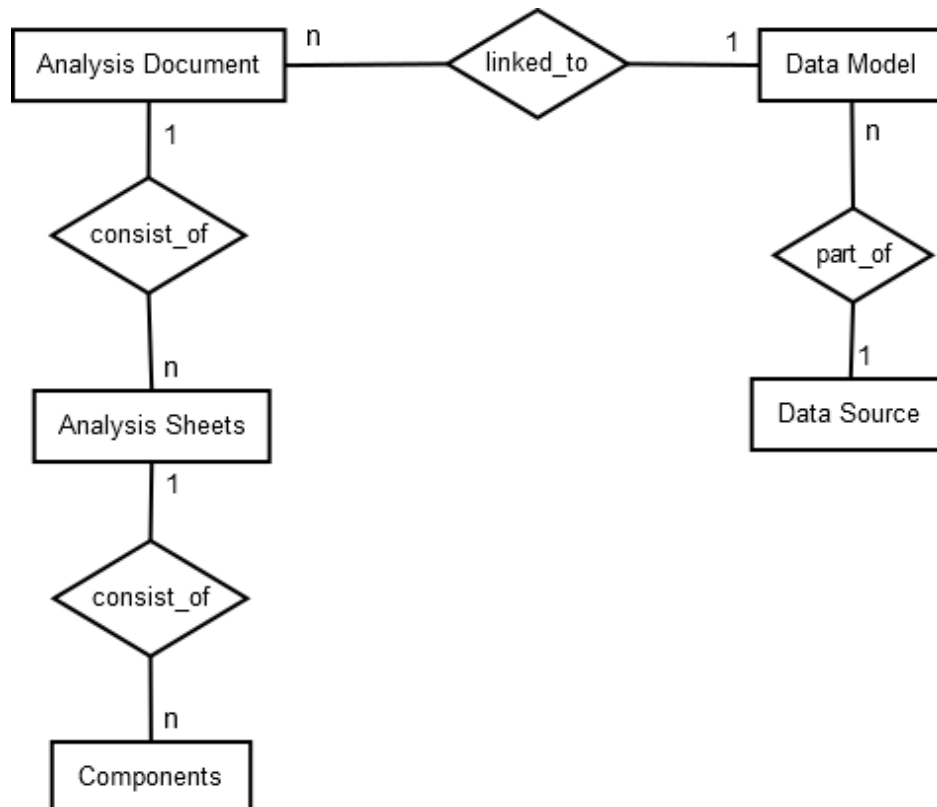 n
Analysis Document
linked_to
1
Data Model
1
n
consist_of
part_of
n
1
Analysis Sheets
Data Source
1
consist_of
n
Components